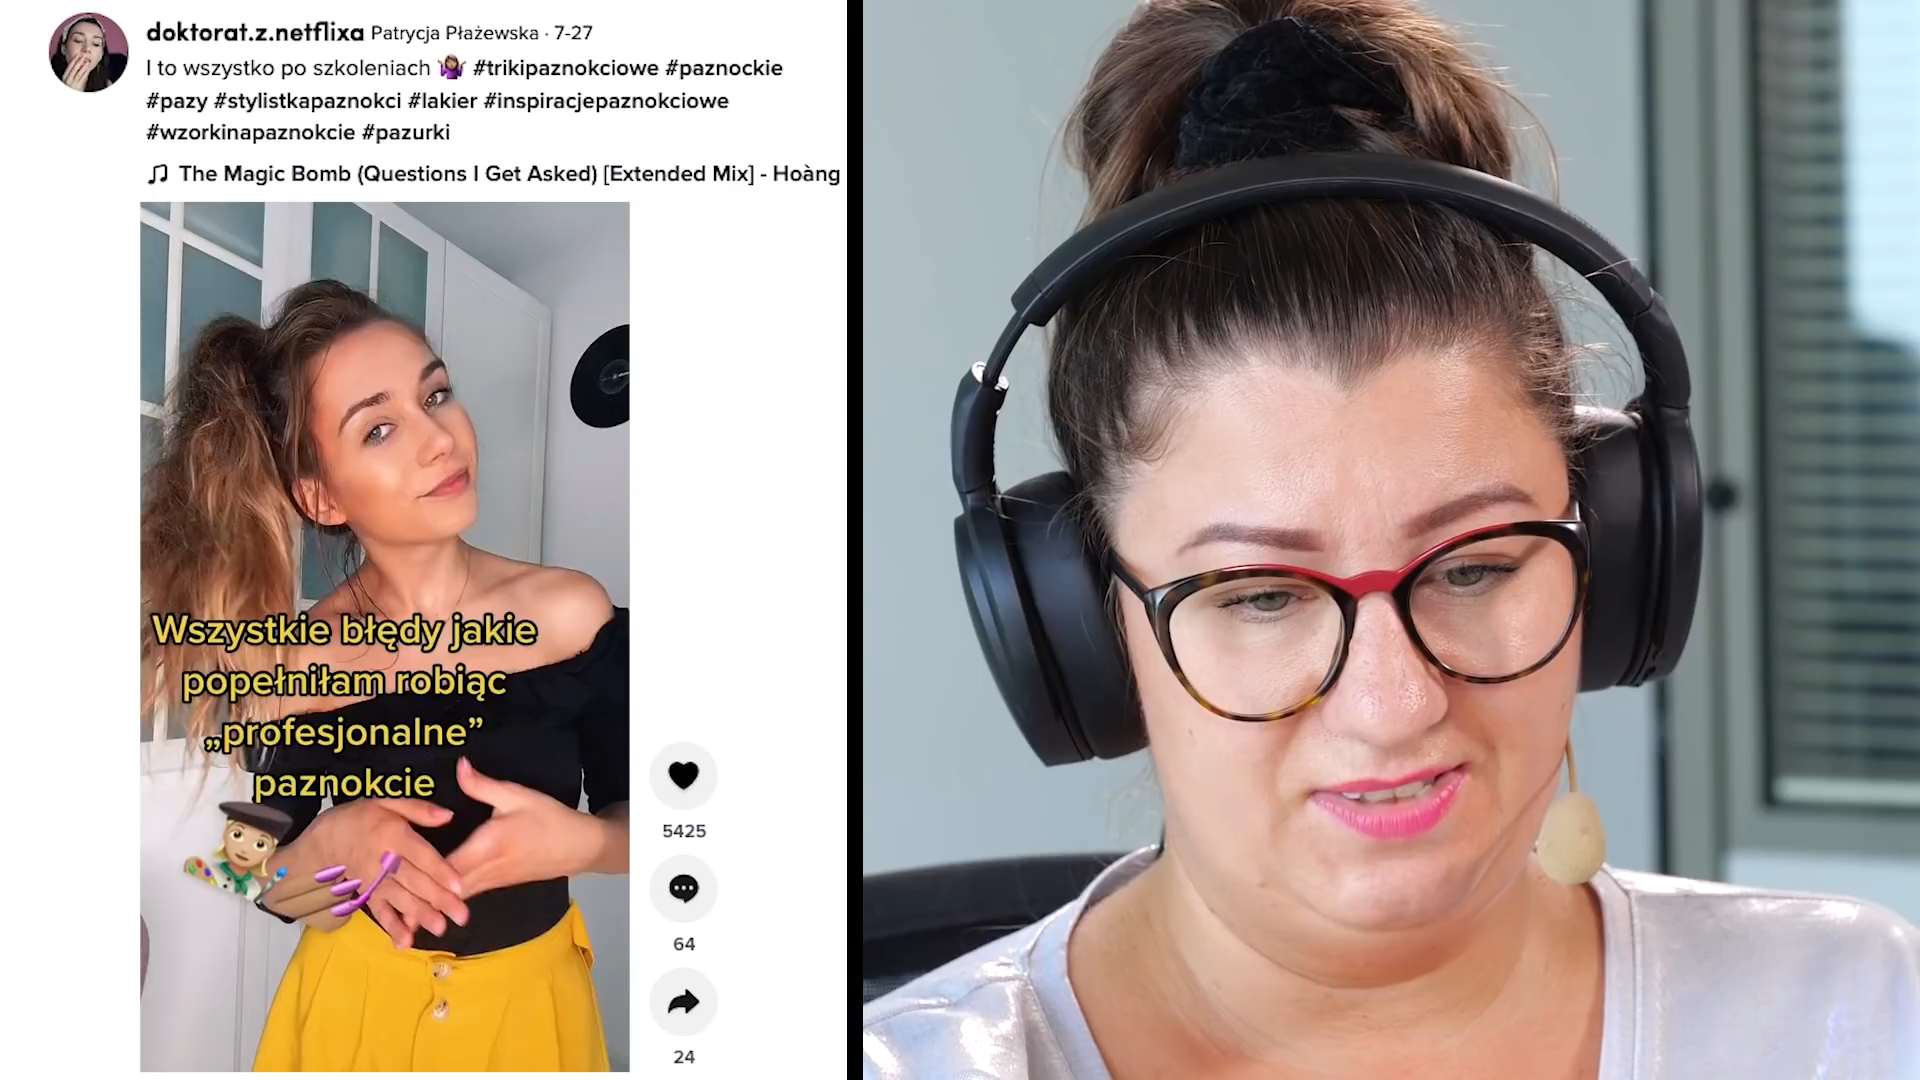 doktorat.z.netflixa Patrycja Płażewska · 7-27
I to wszystko po szkoleniach 🤷🏽‍♀️ #trikipaznokciowe #paznockie
#pazy #stylistkapaznokci #lakier #inspiracjepaznokciowe
#wzorkinapaznokcie #pazurki
♫ The Magic Bomb (Questions I Get Asked) [Extended Mix] - Hoàng
Wszystkie błędy jakie
popełniłam robiąc
„profesjonalne”
paznokcie
5425
64
24